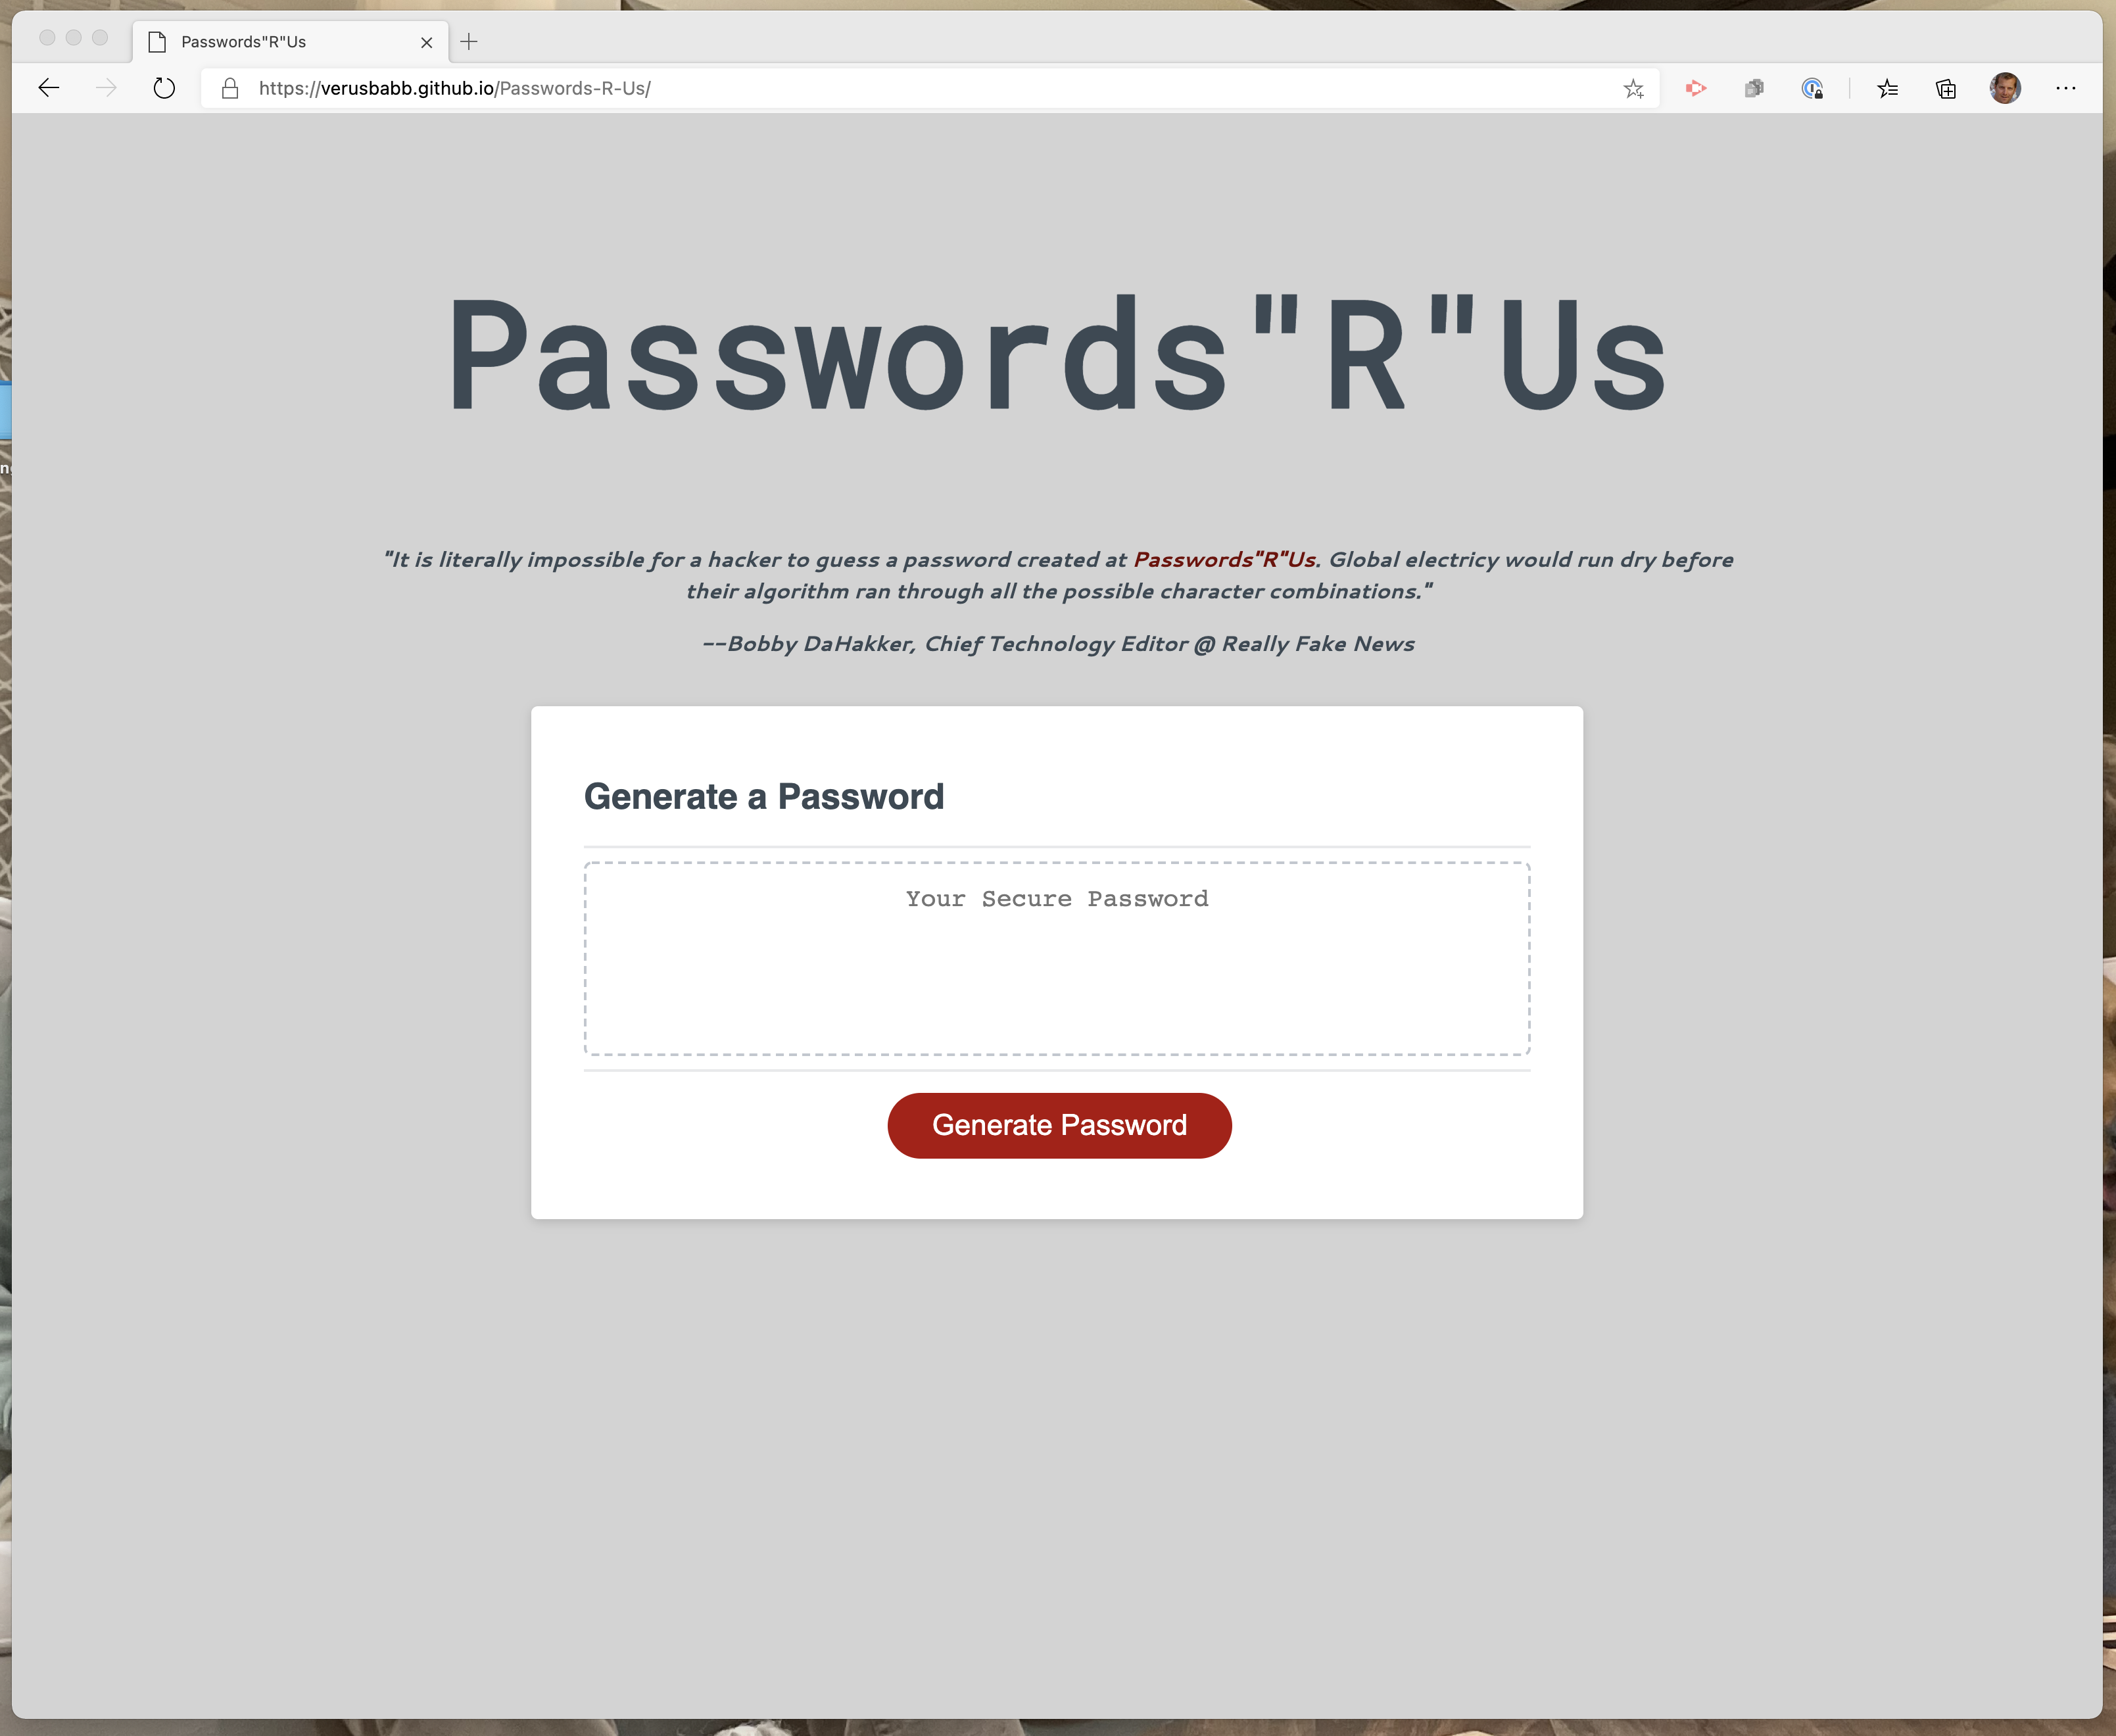 Passwords"R"Us
https://verusbabb.github.io/Passwords-R-Us/
Passwords"R"Us
"It is literally impossible for a hacker to guess a password created at Passwords"R"Us. Global electricy would run dry before
their algorithm ran through all the possible character combinations."
--Bobby DaHakker, Chief Technology Editor @ Really Fake News
Generate a Password
Your Secure Password
Generate Password